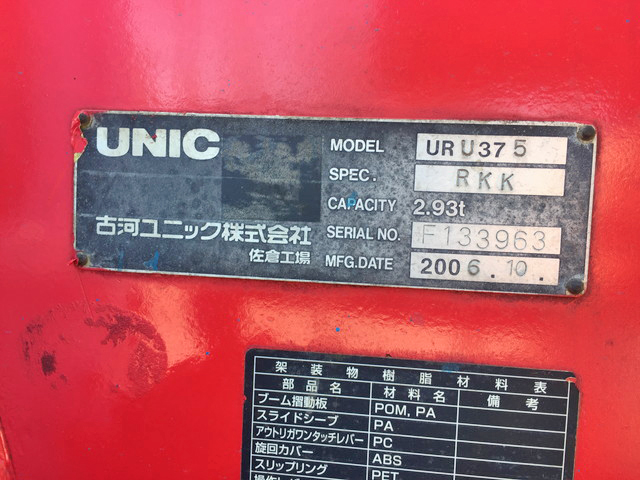 UNIC
古河ユニック株式会社
佐倉工場
MODEL URU375
SPEC. RKK
CAPACITY 2.93t
SERIAL NO. F133963
MFG.DATE 2006.10.
架装物樹脂材料表
部品名 材料名 備考
ブーム摺動板 POM, PA
スライドシーブ PA
アウトリガワンタッチレバー PC
旋回カバー ABS
スリップリング PET